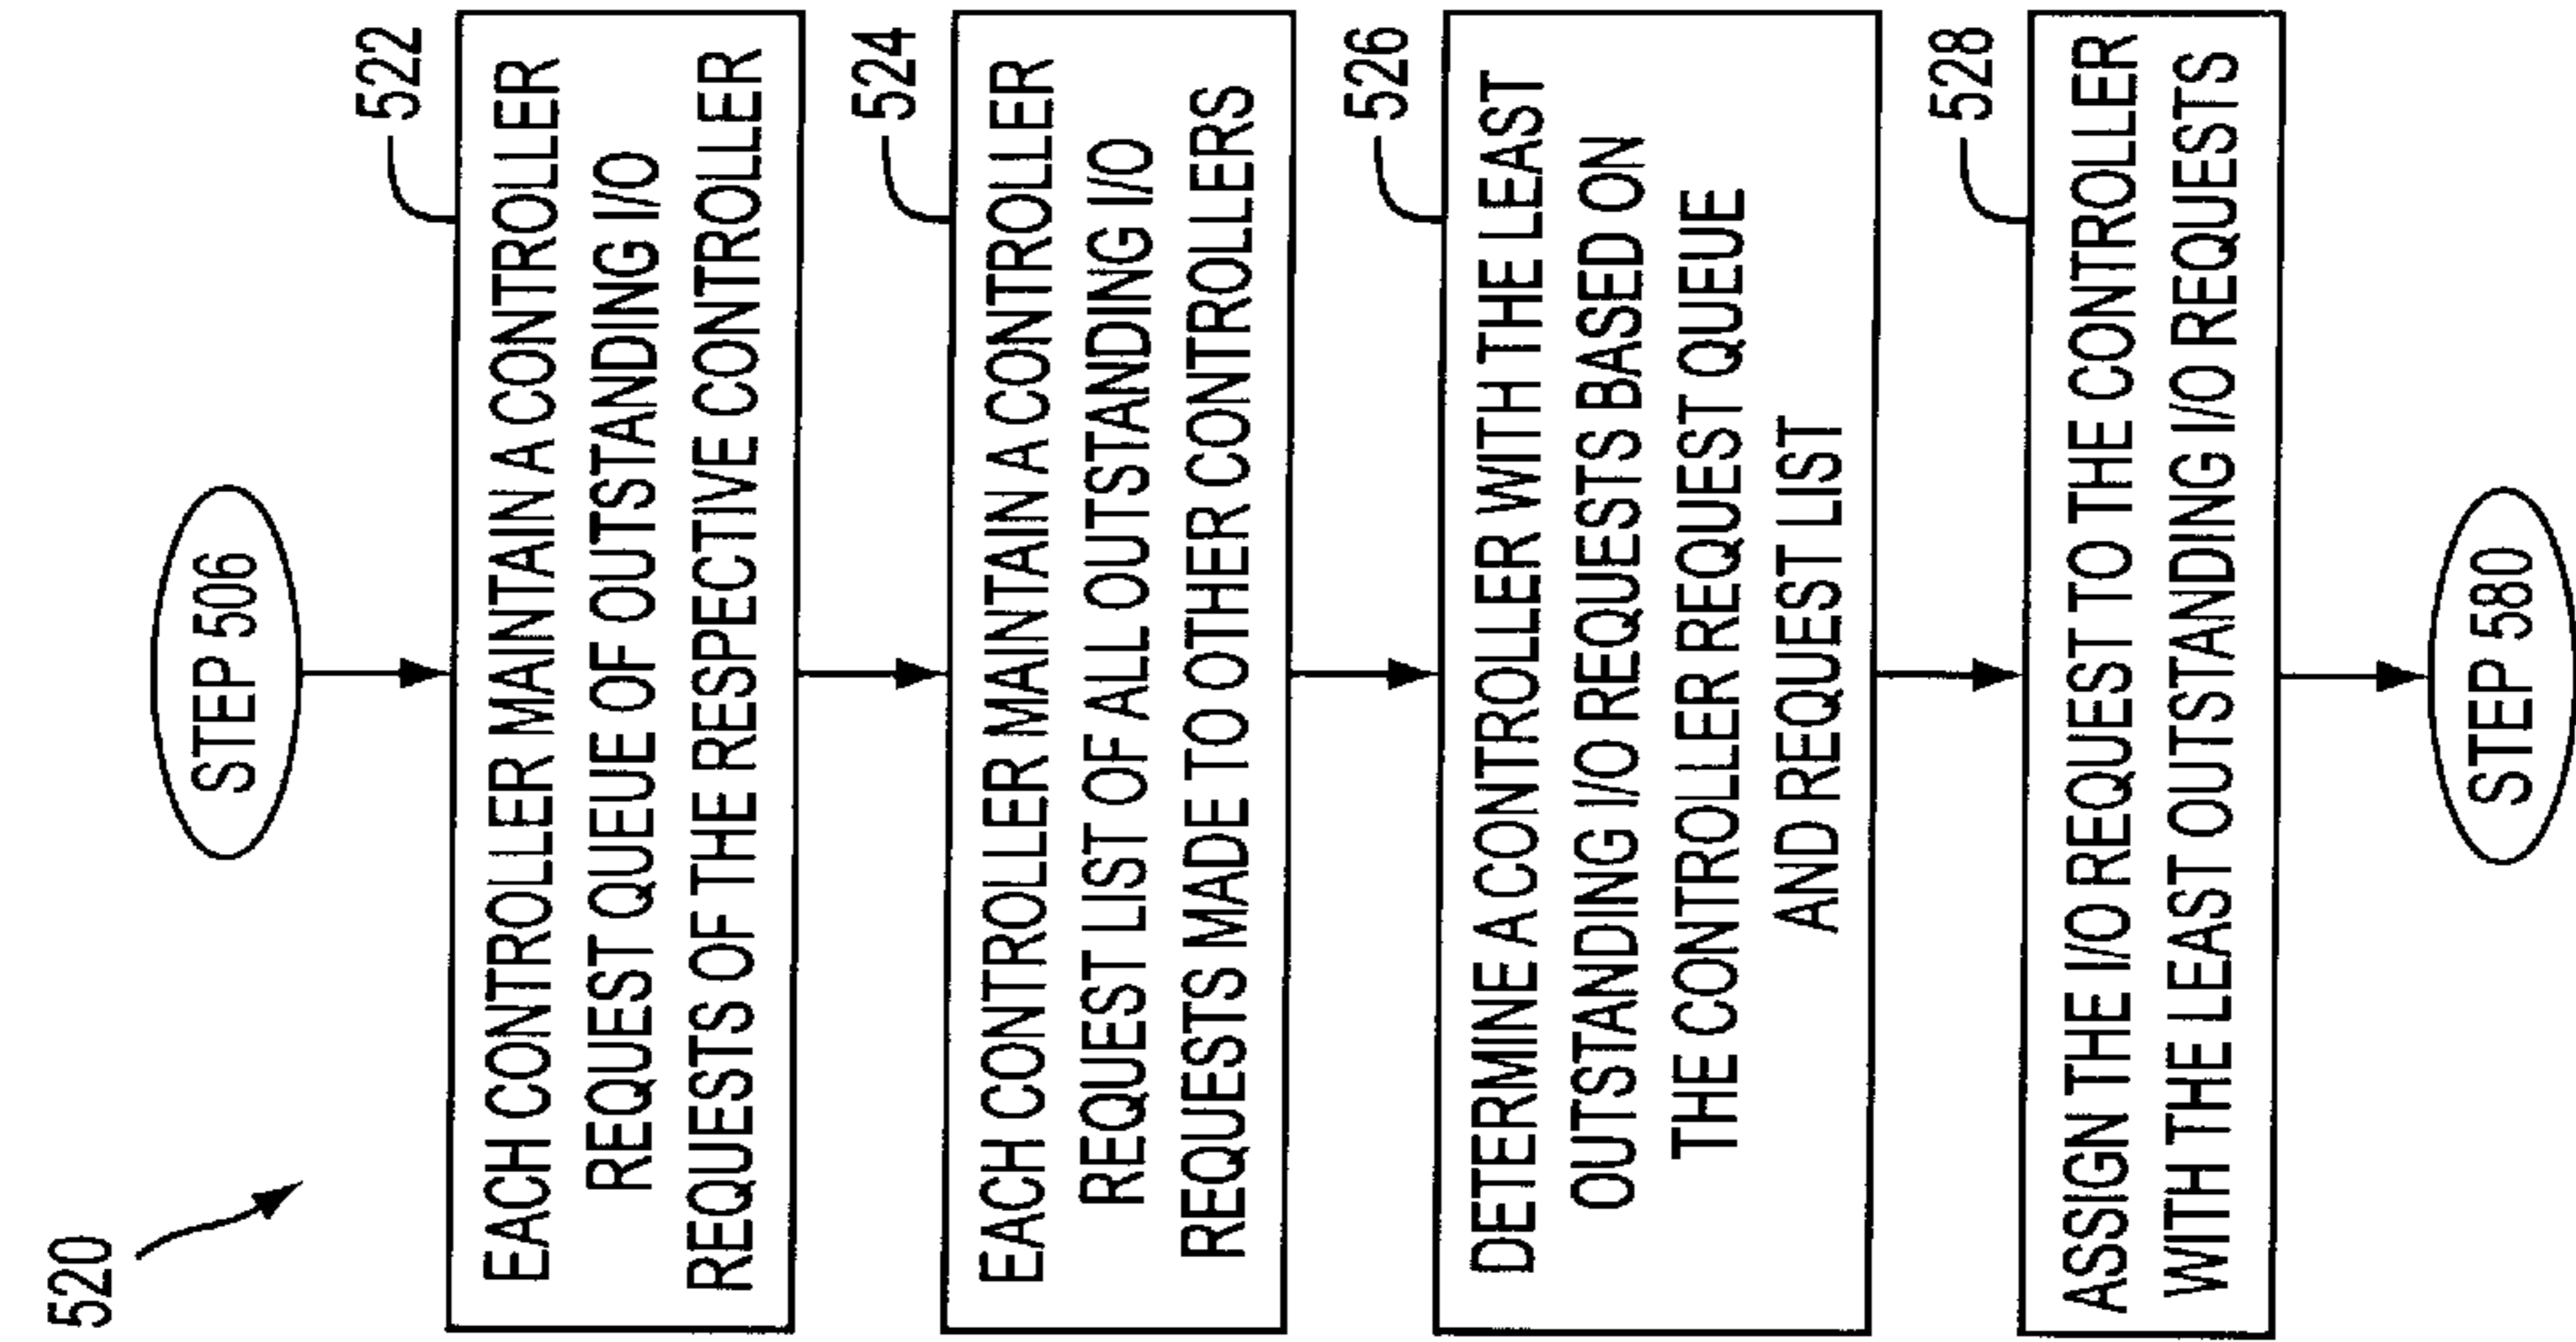 520
STEP 506
522
EACH CONTROLLER MAINTAIN A CONTROLLER
REQUEST QUEUE OF OUTSTANDING I/O
REQUESTS OF THE RESPECTIVE CONTROLLER
524
EACH CONTROLLER MAINTAIN A CONTROLLER
REQUEST LIST OF ALL OUTSTANDING I/O
REQUESTS MADE TO OTHER CONTROLLERS
526
DETERMINE A CONTROLLER WITH THE LEAST
OUTSTANDING I/O REQUESTS BASED ON
THE CONTROLLER REQUEST QUEUE
AND REQUEST LIST
528
ASSIGN THE I/O REQUEST TO THE CONTROLLER
WITH THE LEAST OUTSTANDING I/O REQUESTS
STEP 580